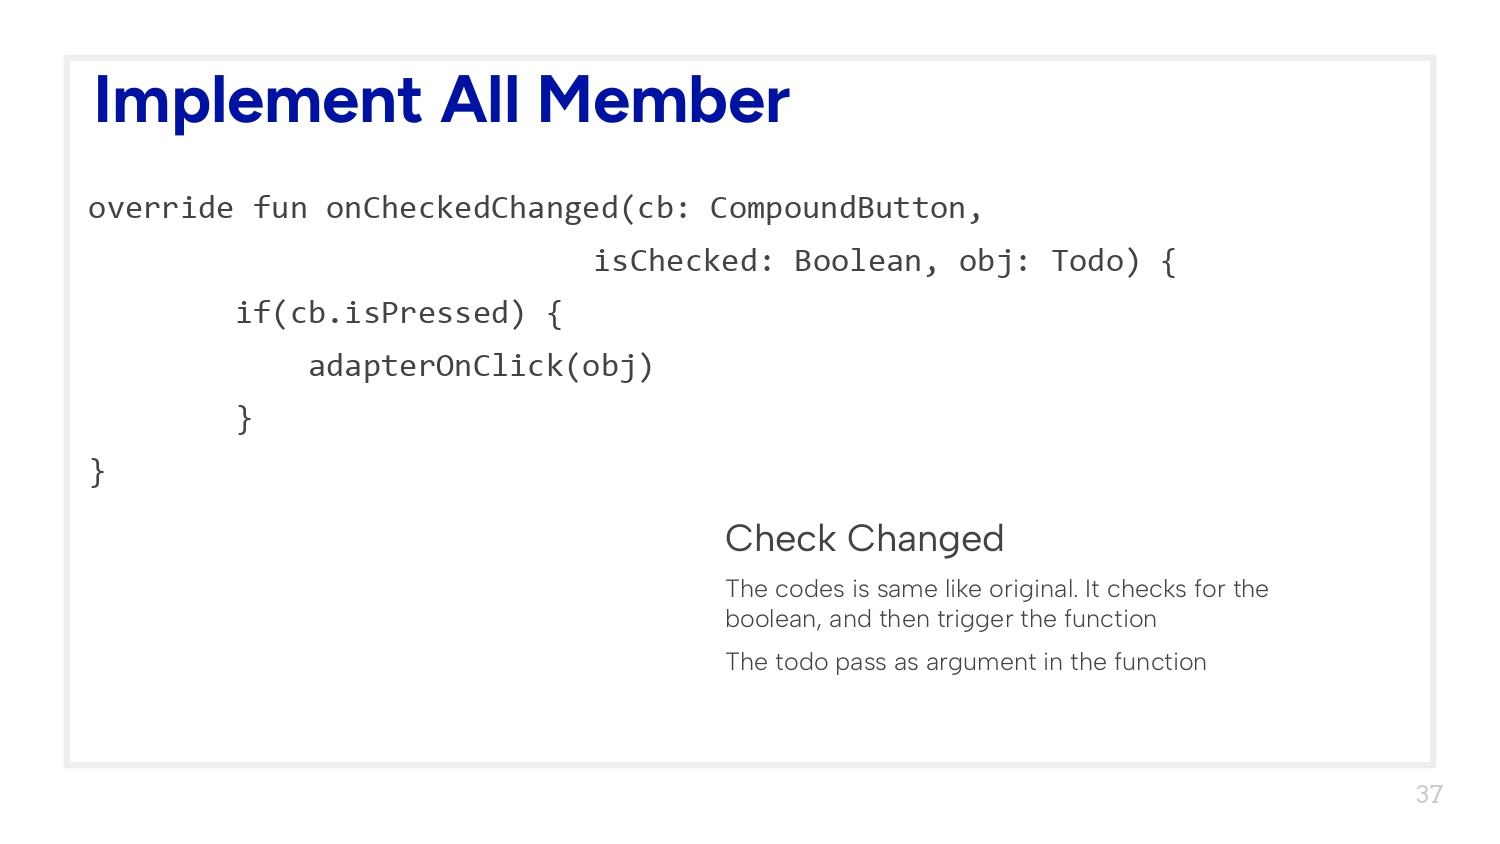 Implement All Member
override fun onCheckedChanged(cb: CompoundButton,
isChecked: Boolean, obj: Todo) {
if(cb.isPressed) {
adapterOnClick(obj)
}
}
Check Changed
The codes is same like original. It checks for the
boolean, and then trigger the function
The todo pass as argument in the function
37